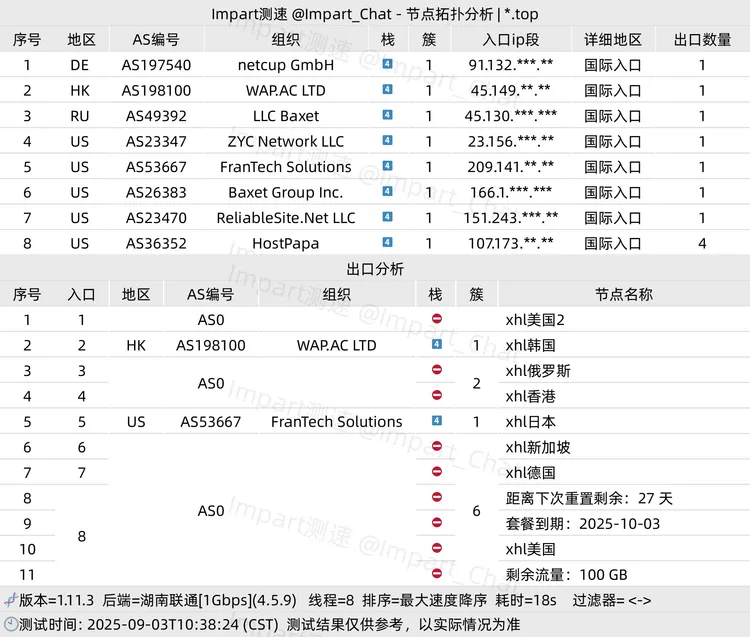 Impart测速 @Impart_Chat - 节点拓扑分析 | *.top
序号 地区 AS编号 组织 栈 簇 入口ip段 详细地区 出口数量
1 DE AS197540 netcup GmbH 4 1 91.132.***.** 国际入口 1
2 HK AS198100 WAP.AC LTD 4 1 45.149.**.** 国际入口 1
3 RU AS49392 LLC Baxet 4 1 45.130.***.*** 国际入口 1
4 US AS23347 ZYC Network LLC 4 1 23.156.***.** 国际入口 1
5 US AS53667 FranTech Solutions 4 1 209.141.**.** 国际入口 1
6 US AS26383 Baxet Group Inc. 4 1 166.1.***.*** 国际入口 1
7 US AS23470 ReliableSite.Net LLC 4 1 151.243.***.** 国际入口 1
8 US AS36352 HostPapa 4 1 107.173.**.** 国际入口 4
出口分析
序号 入口 地区 AS编号 组织 栈 簇 节点名称
1 1 AS0 xhl美国2
2 2 HK AS198100 WAP.AC LTD 4 1 xhl韩国
3 3 xhl俄罗斯
AS0 2
4 4 xhl香港
5 5 US AS53667 FranTech Solutions 4 1 xhl日本
6 6 xhl新加坡
7 7 xhl德国
8 距离下次重置剩余：27 天
AS0 6
9 套餐到期：2025-10-03
8
10 xhl美国
11 剩余流量：100 GB
版本=1.11.3 后端=湖南联通[1Gbps](4.5.9) 线程=8 排序=最大速度降序 耗时=18s 过滤器= <->
测试时间：2025-09-03T10:38:24 (CST) 测试结果仅供参考，以实际情况为准